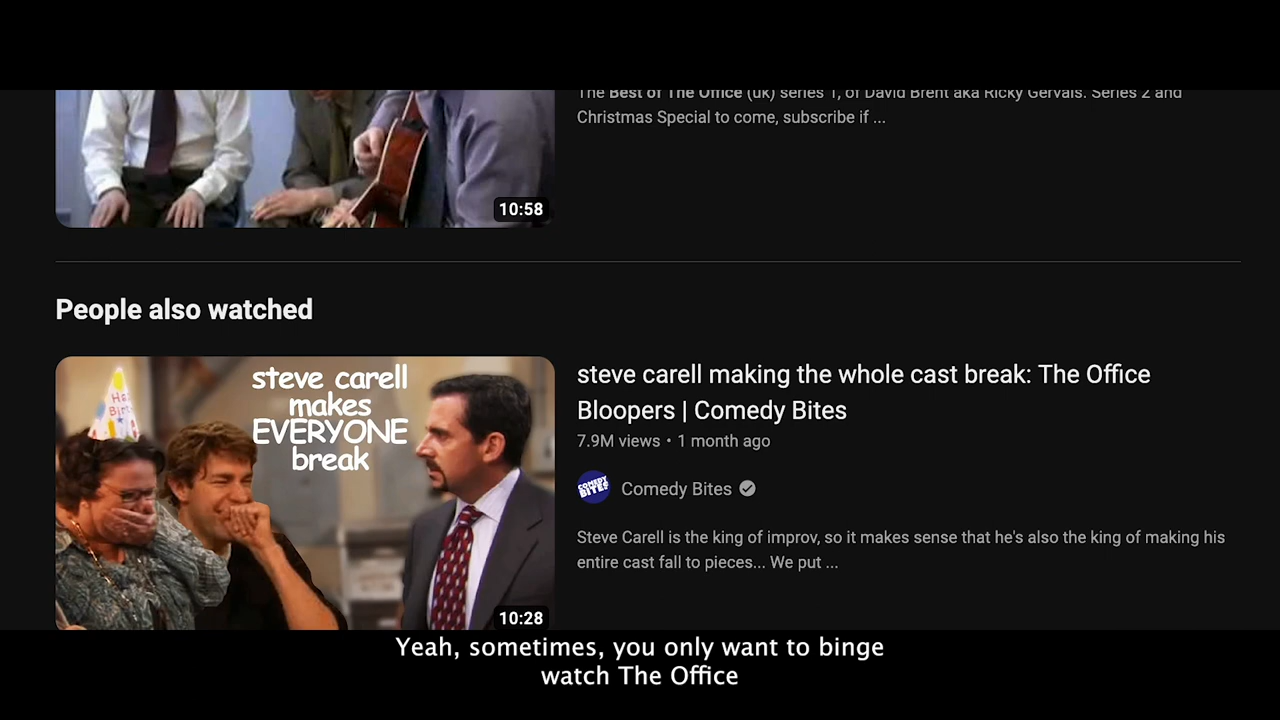 The Best of The Office (uk) series 1, of David Brent aka Ricky Gervais. Series 2 and
Christmas Special to come, subscribe if ...
10:58
People also watched
steve carell
makes
EVERYONE
break
Ha
Birt
10:28
steve carell making the whole cast break: The Office
Bloopers | Comedy Bites
7.9M views • 1 month ago
COMEDY
BITES
Comedy Bites
Steve Carell is the king of improv, so it makes sense that he's also the king of making his
entire cast fall to pieces... We put ...
Yeah, sometimes, you only want to binge
watch The Office